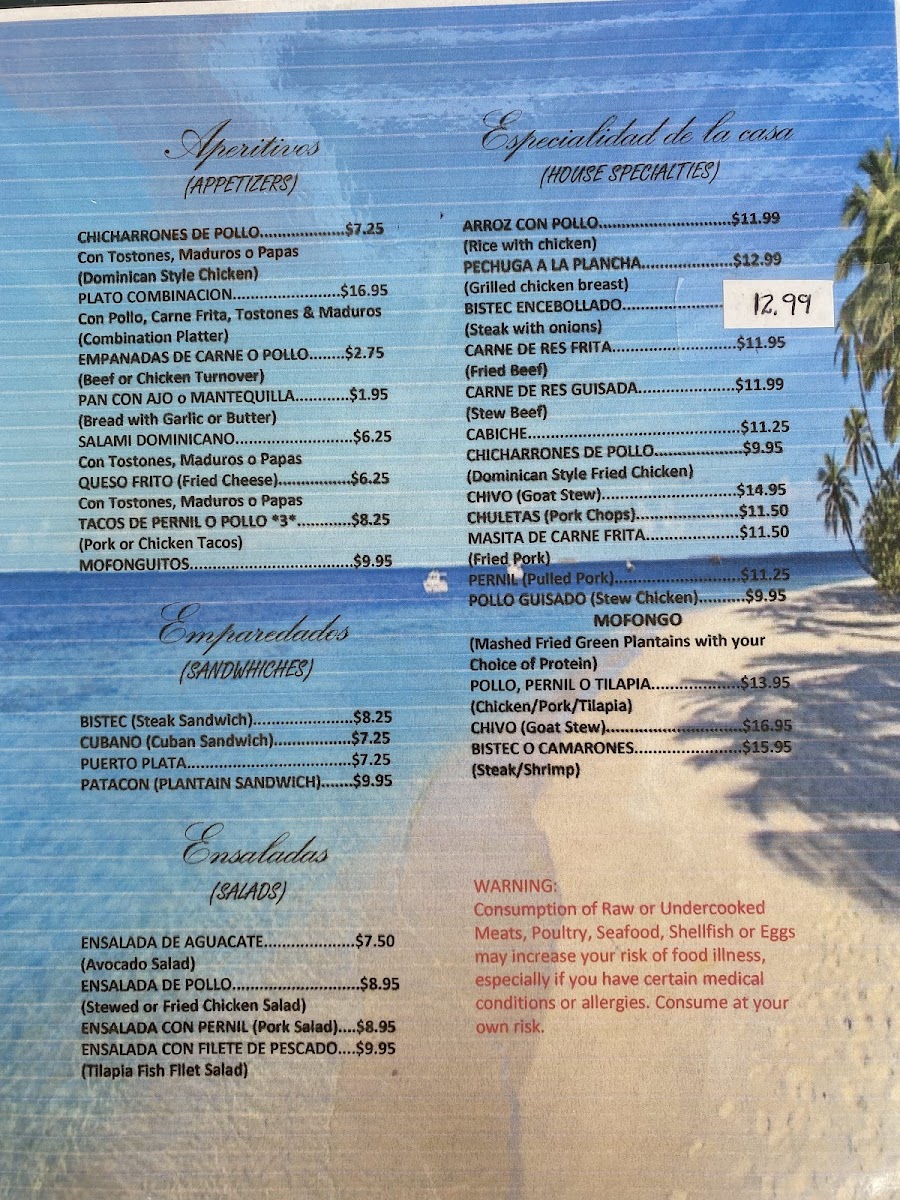 Aperitivos
(APPETIZERS)
CHICHARRONES DE POLLO...................$7.25
Con Tostones, Maduros o Papas
(Dominican Style Chicken)
PLATO COMBINACION........................$16.95
Con Pollo, Carne Frita, Tostones & Maduros
(Combination Platter)
EMPANADAS DE CARNE O POLLO........$2.75
(Beef or Chicken Turnover)
PAN CON AJO o MANTEQUILLA............$1.95
(Bread with Garlic or Butter)
SALAMI DOMINICANO..........................$6.25
Con Tostones, Maduros o Papas
QUESO FRITO (Fried Cheese)................$6.25
Con Tostones, Maduros o Papas
TACOS DE PERNIL O POLLO *3*............$8.25
(Pork or Chicken Tacos)
MOFONGUITOS....................................$9.95
Emparedados
(SANDWHICHES)
BISTEC (Steak Sandwich)......................$8.25
CUBANO (Cuban Sandwich).................$7.25
PUERTO PLATA.....................................$7.25
PATACON (PLANTAIN SANDWICH).......$9.95
Ensaladas
(SALADS)
ENSALADA DE AGUACATE....................$7.50
(Avocado Salad)
ENSALADA DE POLLO............................$8.95
(Stewed or Fried Chicken Salad)
ENSALADA CON PERNIL (Pork Salad)....$8.95
ENSALADA CON FILETE DE PESCADO....$9.95
(Tilapia Fish FIlet Salad)
Especialidad de la casa
(HOUSE SPECIALTIES)
ARROZ CON POLLO.............................$11.99
(Rice with chicken)
PECHUGA A LA PLANCHA....................$12.99
(Grilled chicken breast)
BISTEC ENCEBOLLADO...................... 12.99
(Steak with onions)
CARNE DE RES FRITA...........................$11.95
(Fried Beef)
CARNE DE RES GUISADA.....................$11.99
(Stew Beef)
CABICHE..............................................$11.25
CHICHARRONES DE POLLO...................$9.95
(Dominican Style Fried Chicken)
CHIVO (Goat Stew)..............................$14.95
CHULETAS (Pork Chops).......................$11.50
MASITA DE CARNE FRITA....................$11.50
(Fried Pork)
PERNIL (Pulled Pork)............................$11.25
POLLO GUISADO (Stew Chicken)..........$9.95
MOFONGO
(Mashed Fried Green Plantains with your
Choice of Protein)
POLLO, PERNIL O TILAPIA....................$13.95
(Chicken/Pork/Tilapia)
CHIVO (Goat Stew)..............................$16.95
BISTEC O CAMARONES........................$15.95
(Steak/Shrimp)
WARNING:
Consumption of Raw or Undercooked
Meats, Poultry, Seafood, Shellfish or Eggs
may increase your risk of food illness,
especially if you have certain medical
conditions or allergies. Consume at your
own risk.